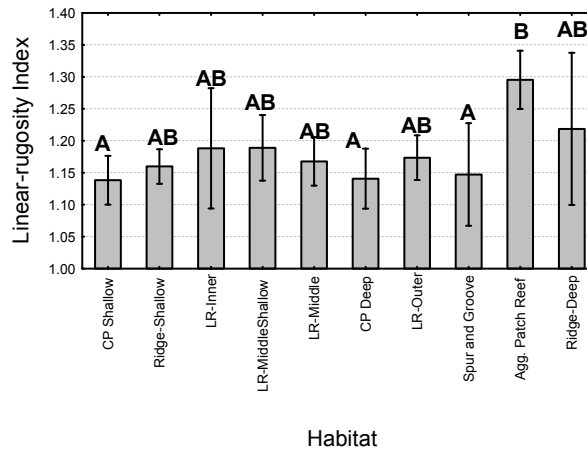 Linear-rugosity Index
1.40
1.35
1.30
1.25
1.20
1.15
1.10
1.05
1.00
A
AB
AB
AB
AB
A
AB
A
B
AB
CP Shallow
Ridge-Shallow
LR-Inner
LR-MiddleShallow
LR-Middle
CP Deep
LR-Outer
Spur and Groove
Agg. Patch Reef
Ridge-Deep
Habitat